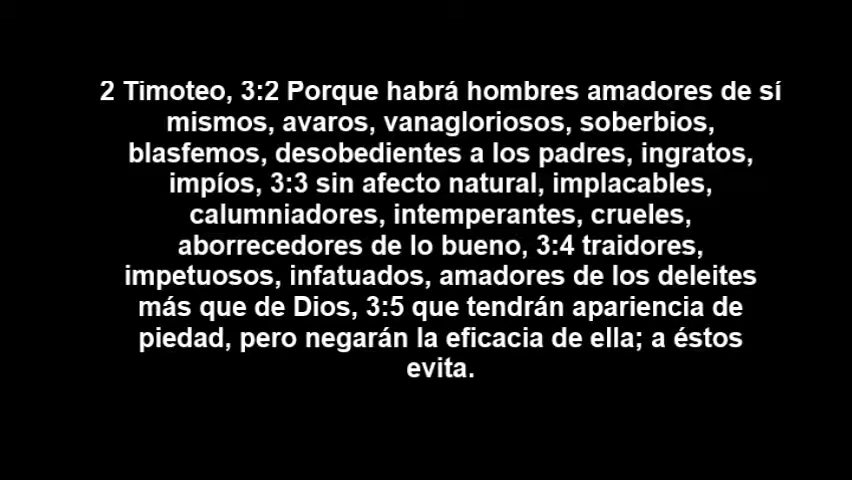 2 Timoteo, 3:2 Porque habrá hombres amadores de sí
mismos, avaros, vanagloriosos, soberbios,
blasfemos, desobedientes a los padres, ingratos,
impíos, 3:3 sin afecto natural, implacables,
calumniadores, intemperantes, crueles,
aborrecedores de lo bueno, 3:4 traidores,
impetuosos, infatuados, amadores de los deleites
más que de Dios, 3:5 que tendrán apariencia de
piedad, pero negarán la eficacia de ella; a éstos
evita.